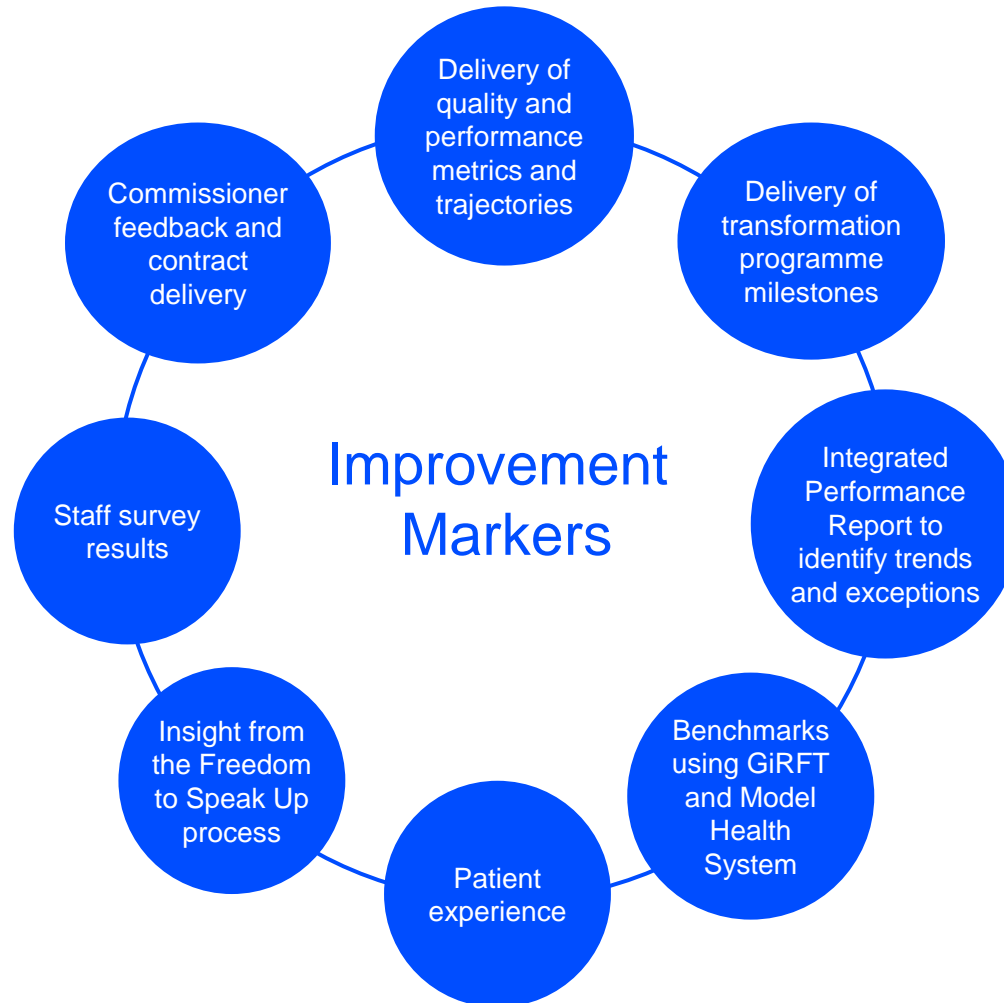 Delivery of
quality and
performance
metrics and
trajectories
Delivery of
transformation
programme
milestones
Integrated
Performance
Report to
identify trends
and exceptions
Benchmarks
using GiRFT
and Model
Health
System
Patient
experience
Insight from
the Freedom
to Speak Up
process
Staff survey
results
Commissioner
feedback and
contract
delivery
Improvement
Markers